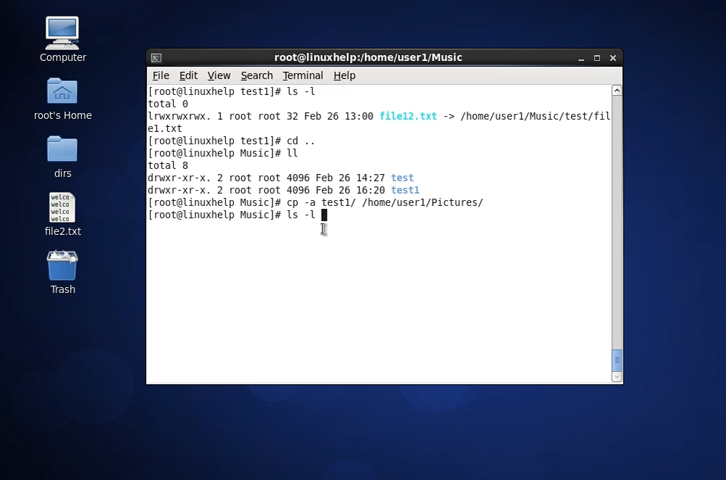 Computer
root's Home
dirs
welco
welco
welco
welco
file2.txt
Trash
root@linuxhelp:/home/user1/Music
File Edit View Search Terminal Help
[root@linuxhelp test1]# ls -l
total 0
lrwxrwxrwx. 1 root root 32 Feb 26 13:00 file12.txt -> /home/user1/Music/test/fil
e1.txt
[root@linuxhelp test1]# cd ..
[root@linuxhelp Music]# ll
total 8
drwxr-xr-x. 2 root root 4096 Feb 26 14:27 test
drwxr-xr-x. 2 root root 4096 Feb 26 16:20 test1
[root@linuxhelp Music]# cp -a test1/ /home/user1/Pictures/
[root@linuxhelp Music]# ls -l